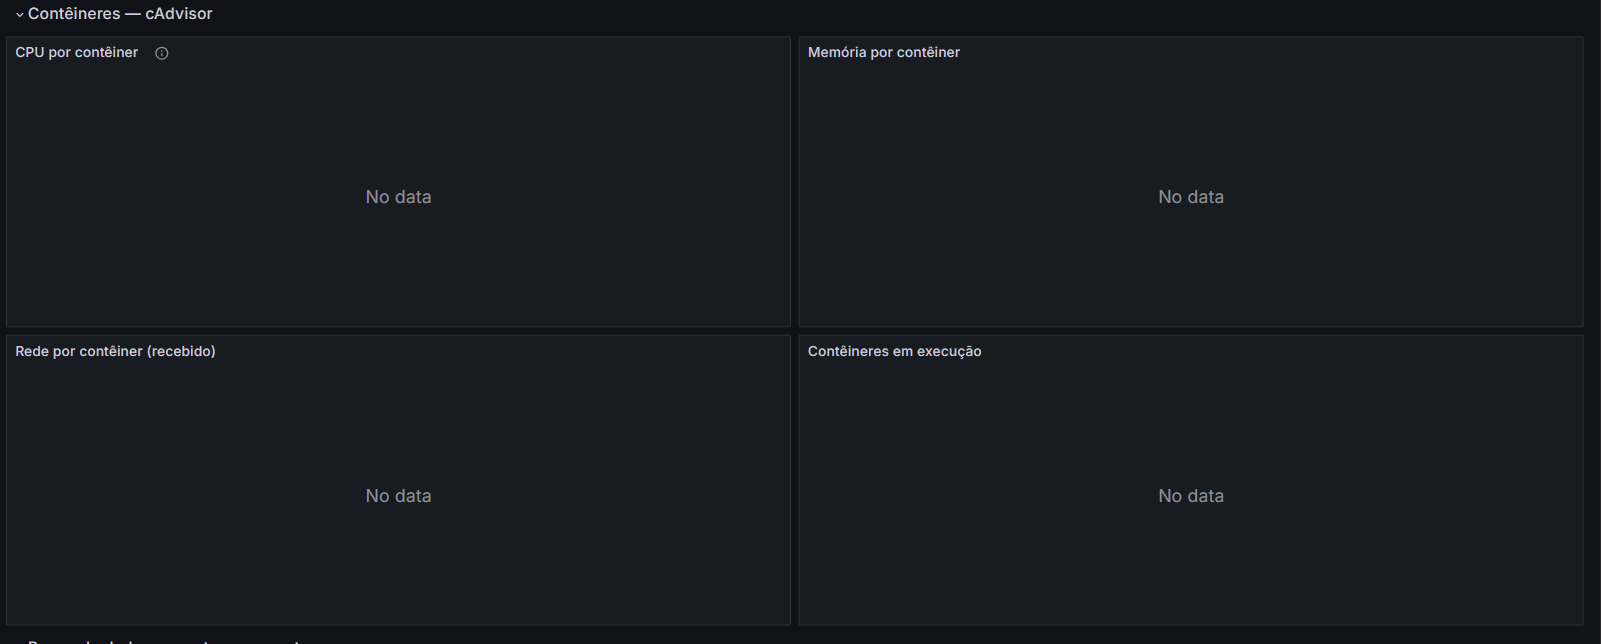 Contêineres — cAdvisor
CPU por contêiner
Memória por contêiner
No data
No data
Rede por contêiner (recebido)
Contêineres em execução
No data
No data